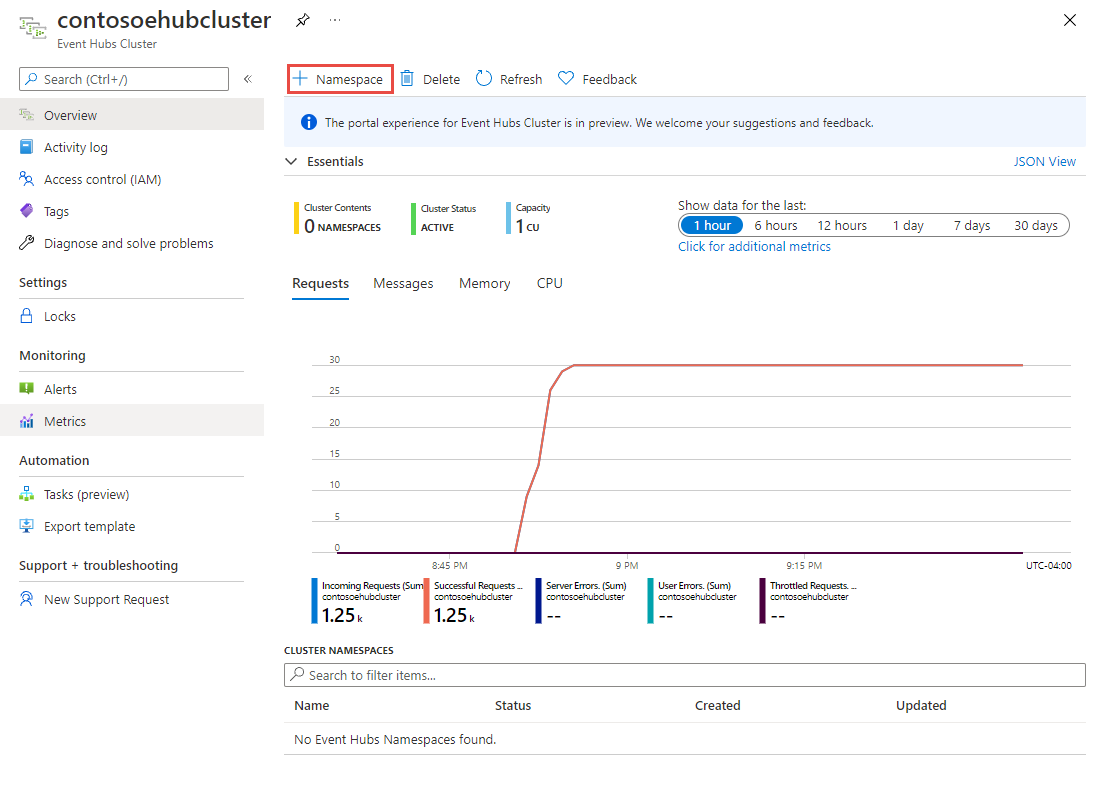 contosoehubcluster
Event Hubs Cluster
Search (Ctrl+/)
Overview
Activity log
Access control (IAM)
Tags
Diagnose and solve problems
Settings
Locks
Monitoring
Alerts
Metrics
Automation
Tasks (preview)
Export template
Support + troubleshooting
New Support Request
Namespace Delete Refresh Feedback
The portal experience for Event Hubs Cluster is in preview. We welcome your suggestions and feedback.
Essentials JSON View
Cluster Contents
0 NAMESPACES
Cluster Status
ACTIVE
Capacity
1 CU
Show data for the last:
1 hour 6 hours 12 hours 1 day 7 days 30 days
Click for additional metrics
Requests Messages Memory CPU
30
25
20
15
10
5
0
8:45 PM 9 PM 9:15 PM UTC-04:00
Incoming Requests (Sum
contosoehubcluster
1.25 k
Successful Requests ...
contosoehubcluster
1.25 k
Server Errors. (Sum)
contosoehubcluster
--
User Errors. (Sum)
contosoehubcluster
--
Throttled Requests. ...
contosoehubcluster
--
CLUSTER NAMESPACES
Search to filter items...
Name Status Created Updated
No Event Hubs Namespaces found.